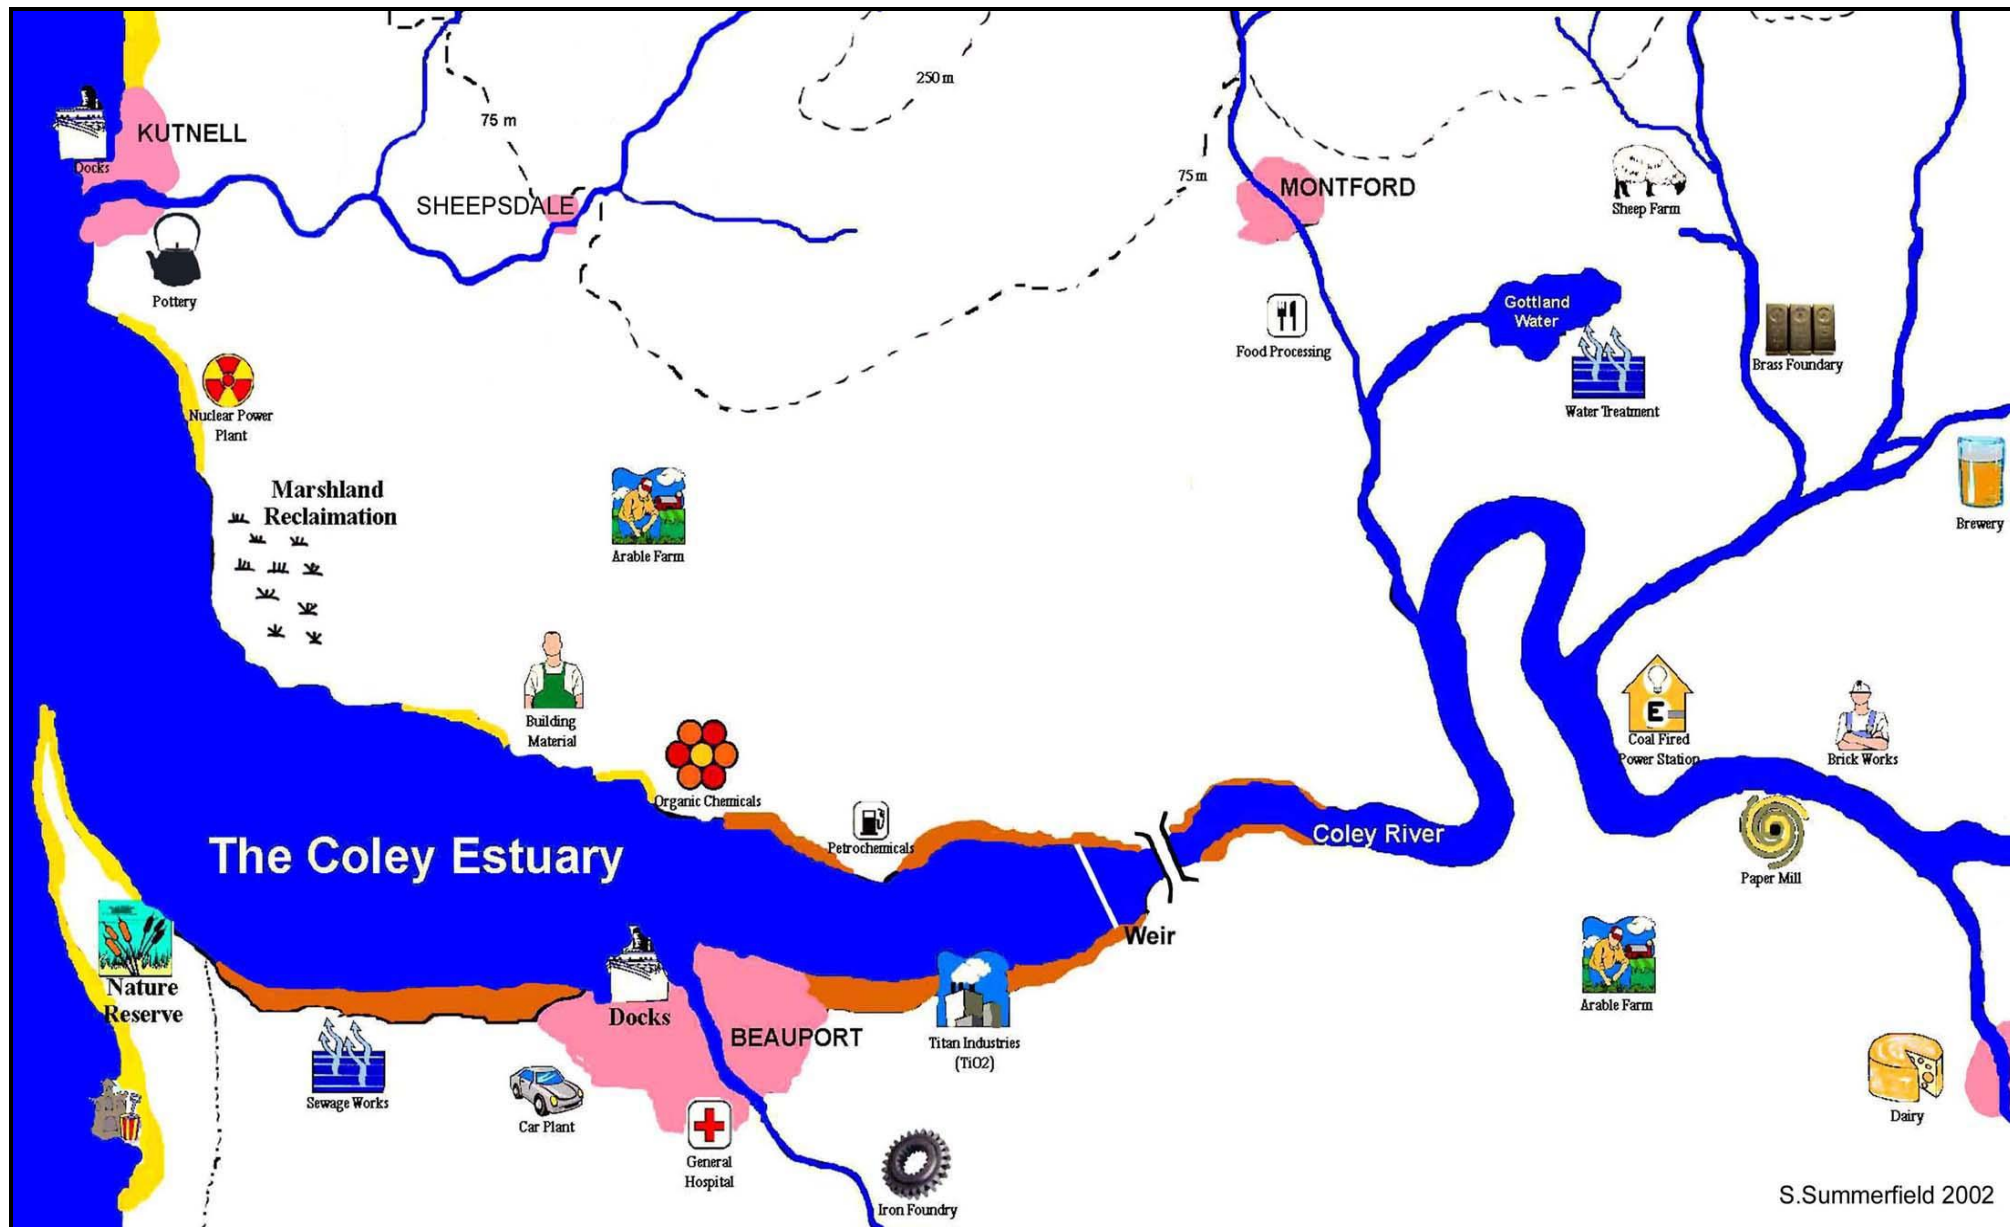 250 m
75 m
KUTNELL
Docks
SHEEPSDALE
75 m
MONTFORD
Sheep Farm
Pottery
Gottland
Water
Food Processing
Brass Foundary
Water Treatment
Nuclear Power
Plant
Marshland
Reclaimation
Arable Farm
Brewery
Building
Material
E
Coal Fired
Power Station
Brick Works
Organic Chemicals
Petrochemicals
Coley River
The Coley Estuary
Paper Mill
Weir
Nature
Reserve
Docks
BEAUPORT
Titan Industries
(TiO2)
Arable Farm
Sewage Works
Car Plant
General
Hospital
Dairy
Iron Foundry
S.Summerfield 2002